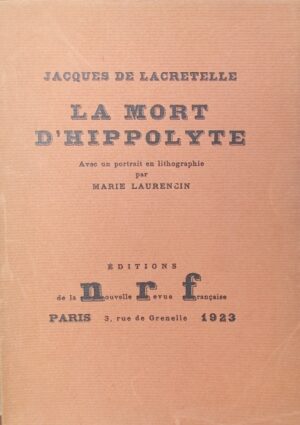 JACQUES DE LACRETELLE
LA MORT
D'HIPPOLYTE
Avec un portrait en lithographie
par
MARIE LAURENCIN
ÉDITIONS
de la nouvelle revue française
PARIS 3, rue de Grenelle 1923